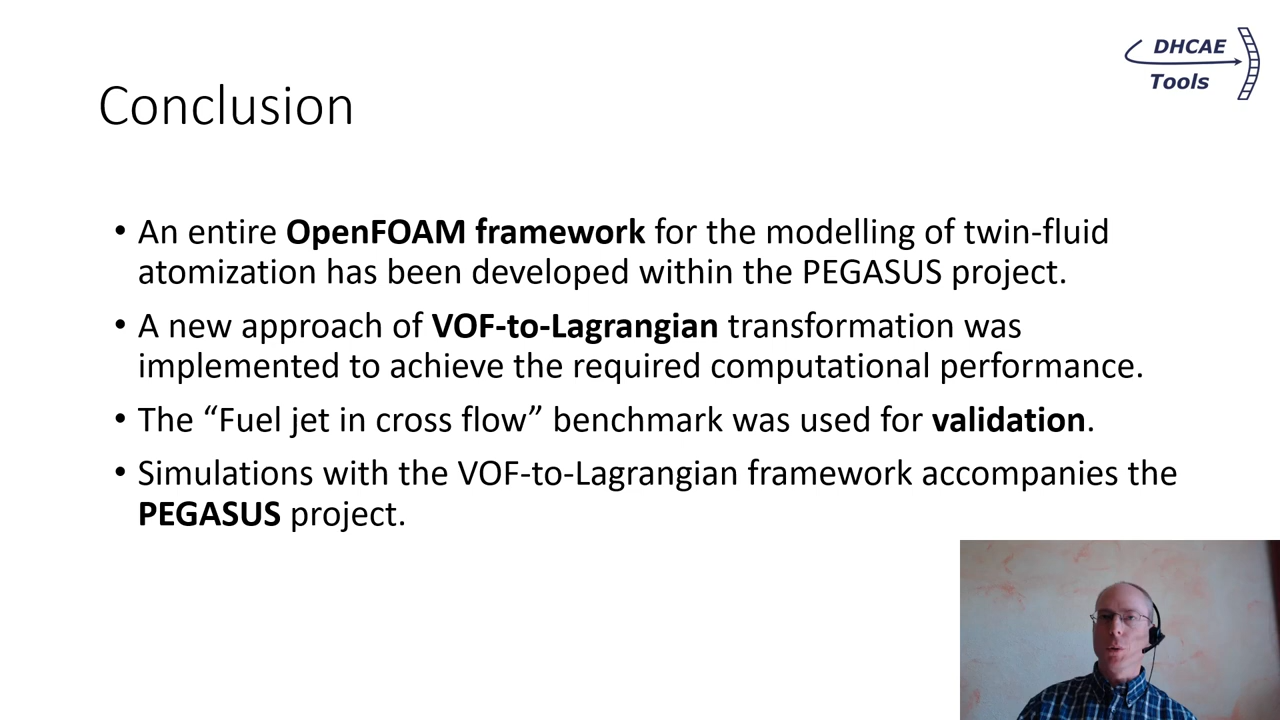 DHCAE
Tools
Conclusion
• An entire OpenFOAM framework for the modelling of twin-fluid
atomization has been developed within the PEGASUS project.
• A new approach of VOF-to-Lagrangian transformation was
implemented to achieve the required computational performance.
• The “Fuel jet in cross flow” benchmark was used for validation.
• Simulations with the VOF-to-Lagrangian framework accompanies the
PEGASUS project.